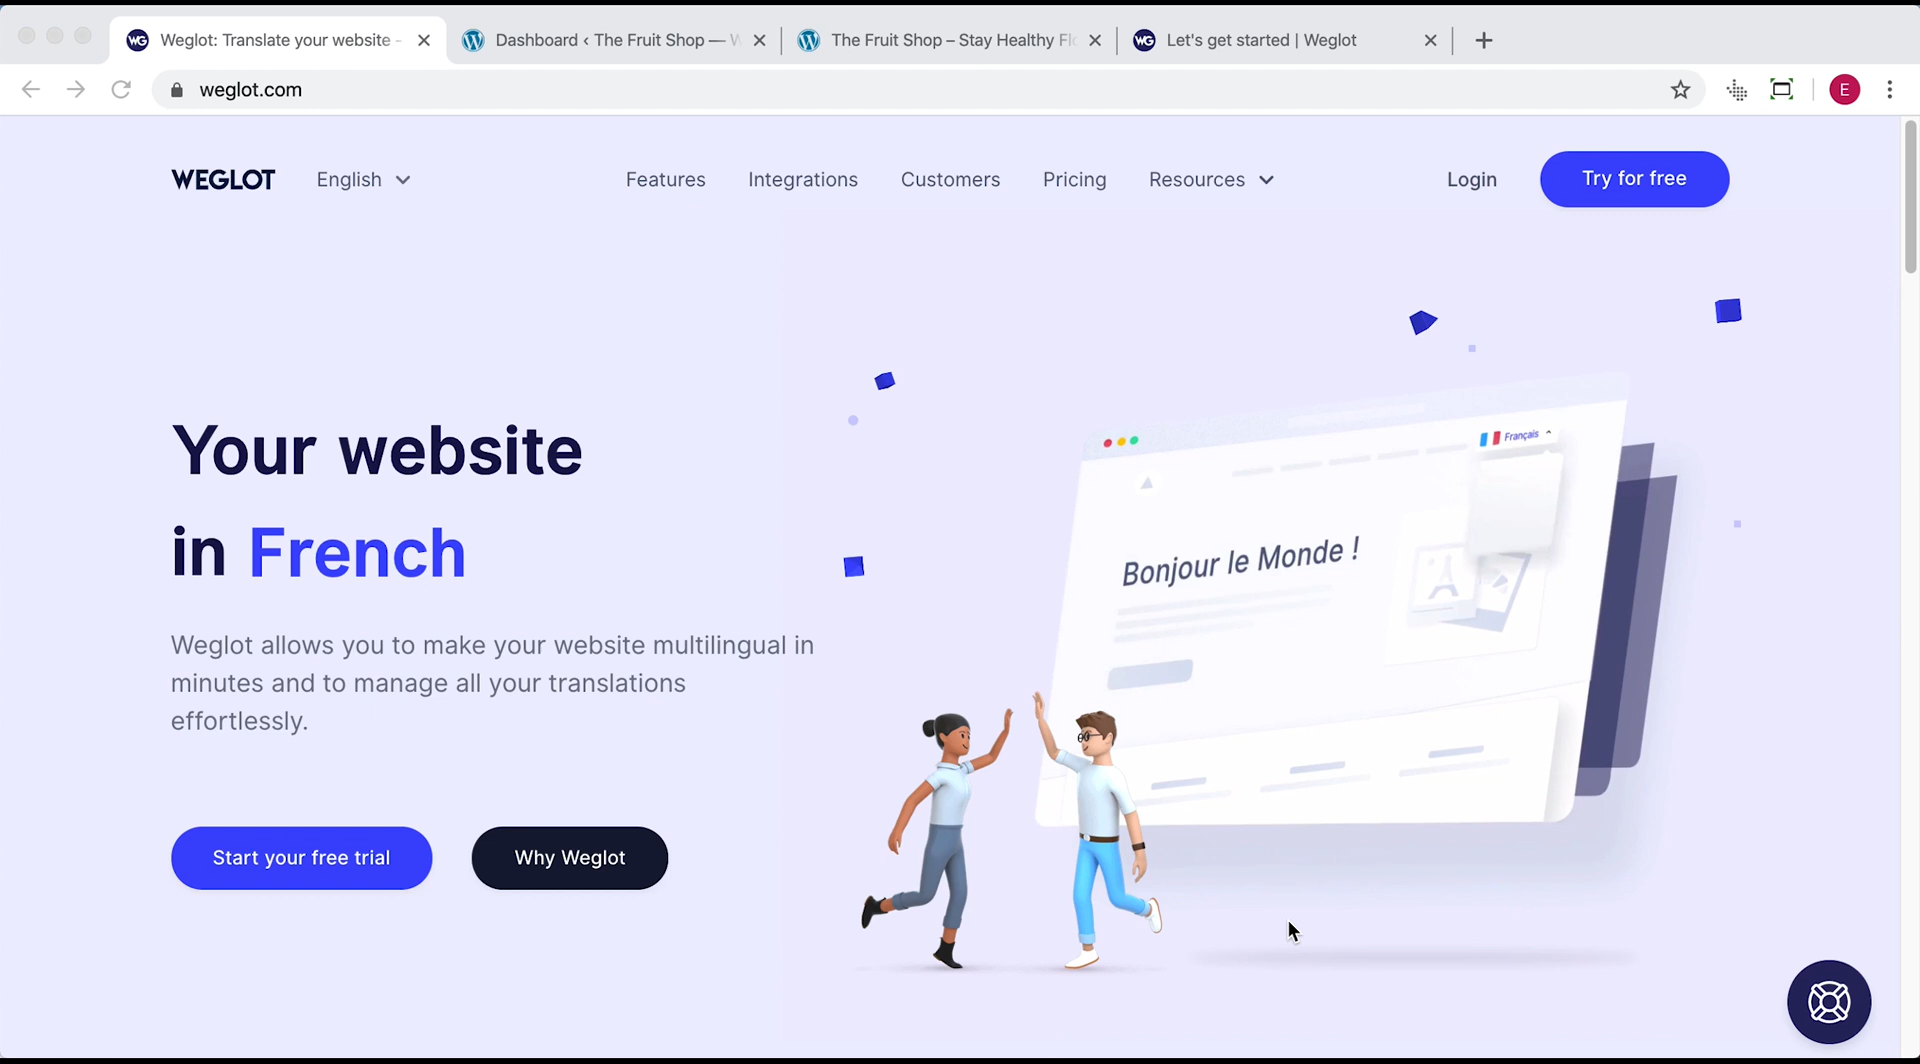 WG Weglot: Translate your website -
Dashboard ‹ The Fruit Shop —
The Fruit Shop – Stay Healthy
WG Let's get started | Weglot
weglot.com
E
WEGLOT
English
Features
Integrations
Customers
Pricing
Resources
Login
Try for free
Your website
in French
Weglot allows you to make your website multilingual in
minutes and to manage all your translations
effortlessly.
Start your free trial
Why Weglot
Français
Bonjour le Monde !